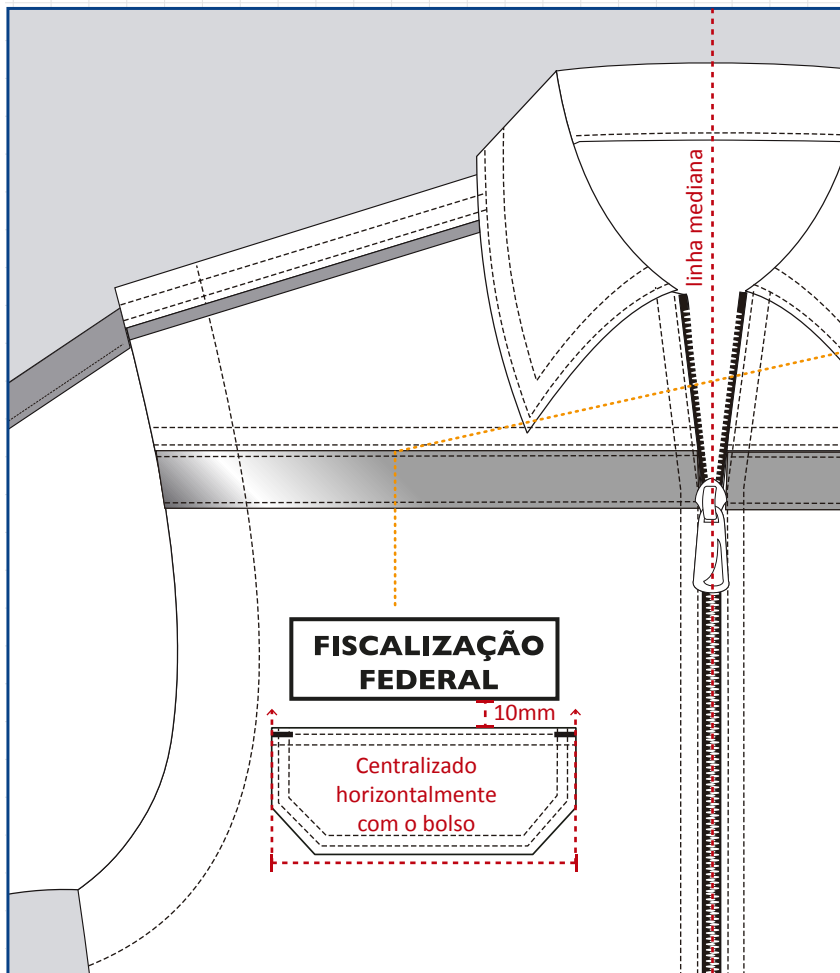 linha mediana
FISCALIZAÇÃO
FEDERAL
10mm
Centralizado
horizontalmente
com o bolso